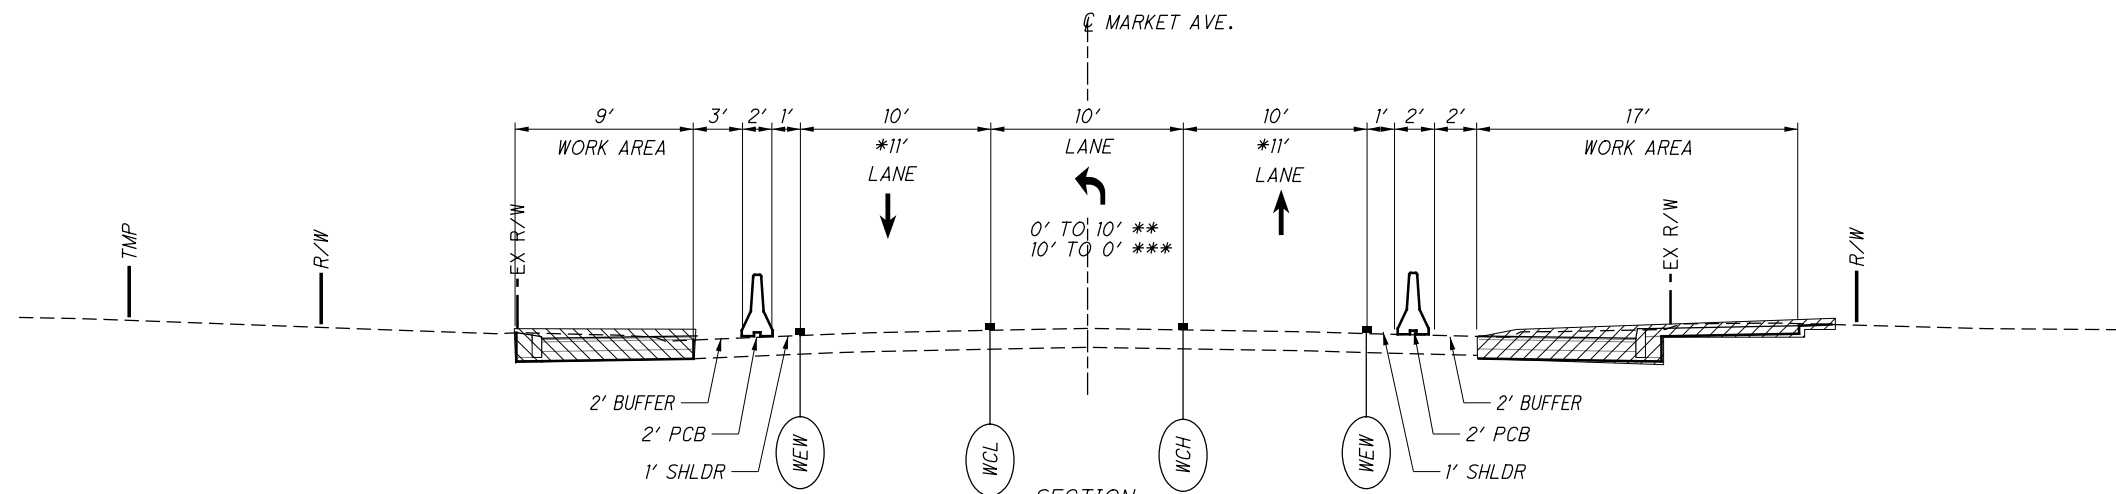 ℄ MARKET AVE.
9' 3' 2' 1' 10' 10' 10' 1' 2' 2' 17'
WORK AREA *11' LANE *11' WORK AREA
LANE LANE
0' TO 10' **
10' TO 0' ***
TMP
R/W
EX R/W
EX R/W
R/W
2' BUFFER 2' BUFFER
2' PCB 2' PCB
1' SHLDR 1' SHLDR
WEW WCL WCH WEW
SECTION